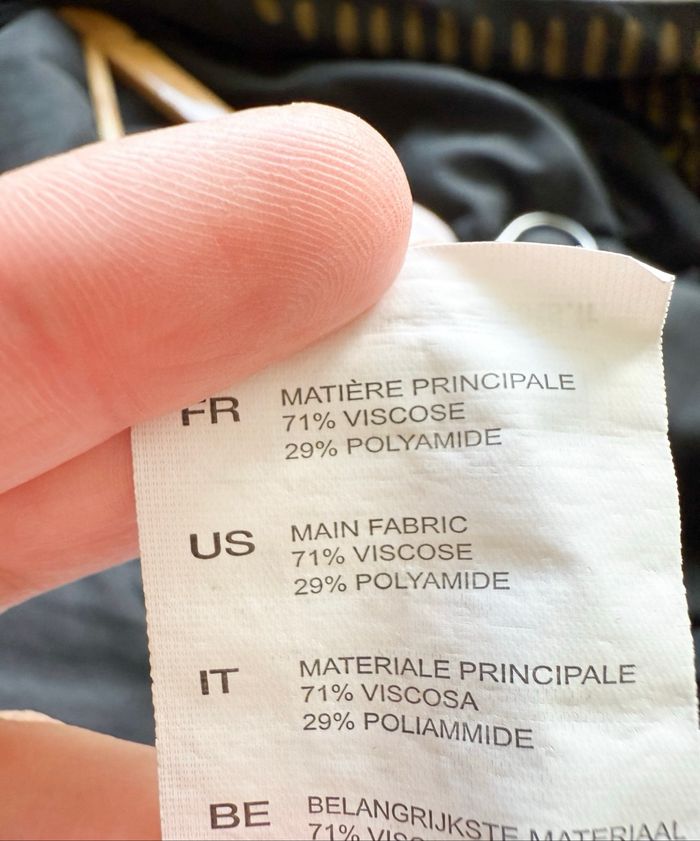 FR MATIÈRE PRINCIPALE
71% VISCOSE
29% POLYAMIDE
US MAIN FABRIC
71% VISCOSE
29% POLYAMIDE
IT MATERIALE PRINCIPALE
71% VISCOSA
29% POLIAMMIDE
BE BELANGRIJKSTE MATERIAAL
71%